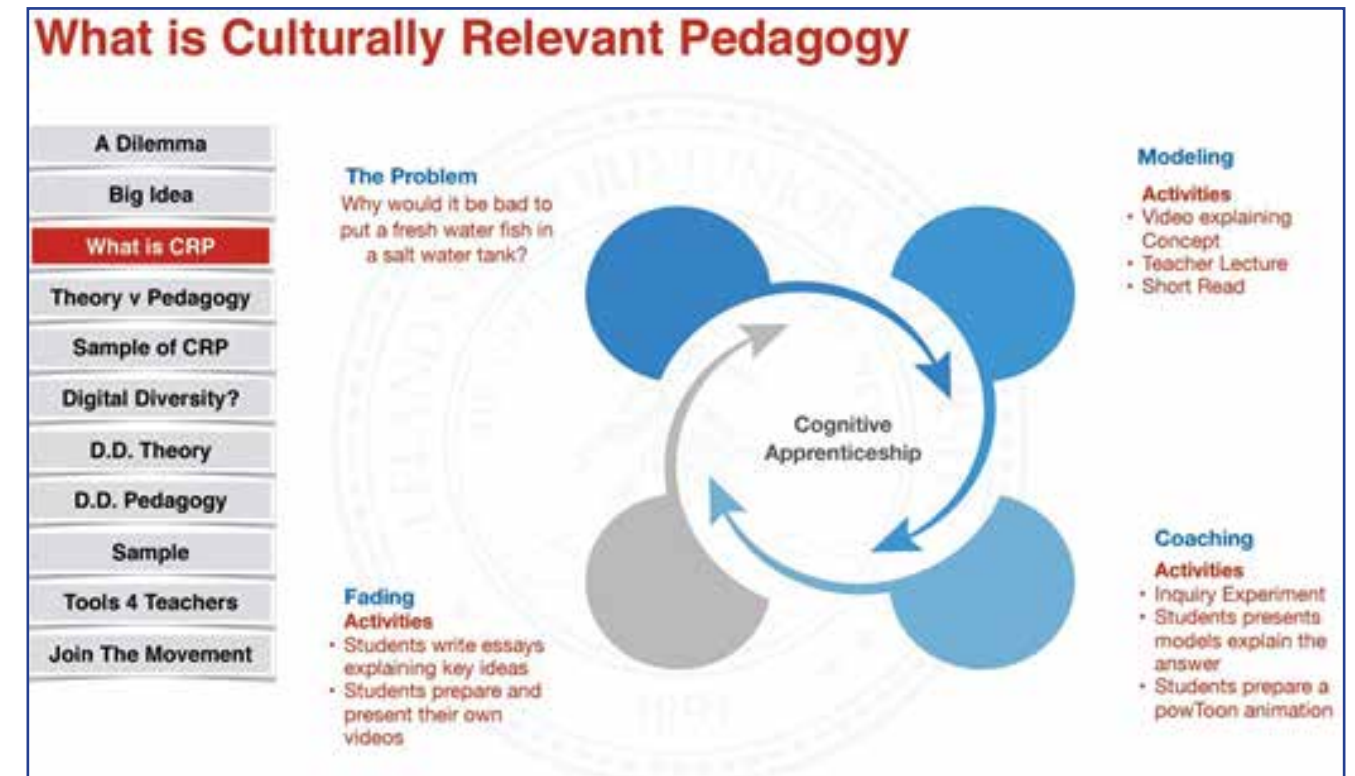 What is Culturally Relevant Pedagogy
A Dilemma
Big Idea
What is CRP
Theory v Pedagogy
Sample of CRP
Digital Diversity?
D.D. Theory
D.D. Pedagogy
Sample
Tools 4 Teachers
Join The Movement
The Problem
Why would it be bad to
put a fresh water fish in
a salt water tank?
Modeling
Activities
• Video explaining
Concept
• Teacher Lecture
• Short Read
Cognitive
Apprenticeship
Coaching
Activities
• Inquiry Experiment
• Students presents
models explain the
answer
• Students prepare a
powToon animation
Fading
Activities
• Students write essays
explaining key ideas
• Students prepare and
present their own
videos